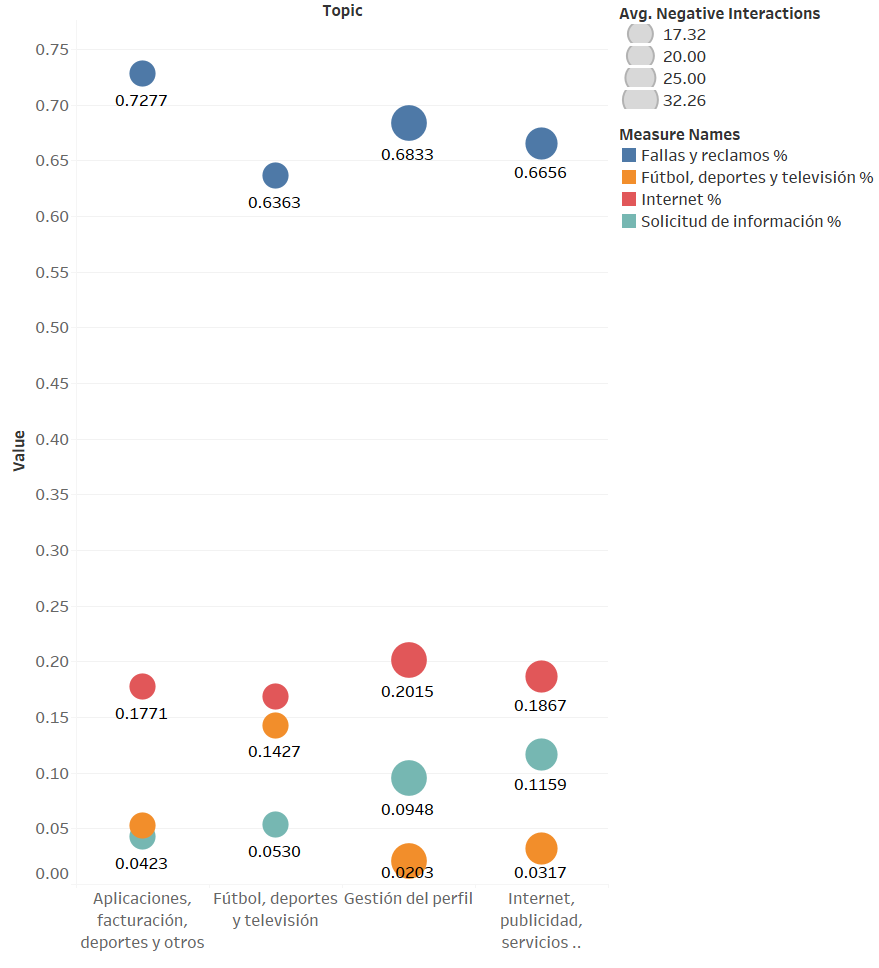 Topic
Avg. Negative Interactions
17.32
20.00
25.00
32.26
Measure Names
Fallas y reclamos %
Fútbol, deportes y televisión %
Internet %
Solicitud de información %
Value
0.75
0.70
0.65
0.60
0.55
0.50
0.45
0.40
0.35
0.30
0.25
0.20
0.15
0.10
0.05
0.00
0.7277
0.6363
0.6833
0.6656
0.1771
0.1427
0.2015
0.1867
0.0423
0.0530
0.0948
0.1159
0.0203
0.0317
Aplicaciones,
facturación,
deportes y otros
Fútbol, deportes
y televisión
Gestión del perfil
Internet,
publicidad,
servicios ..